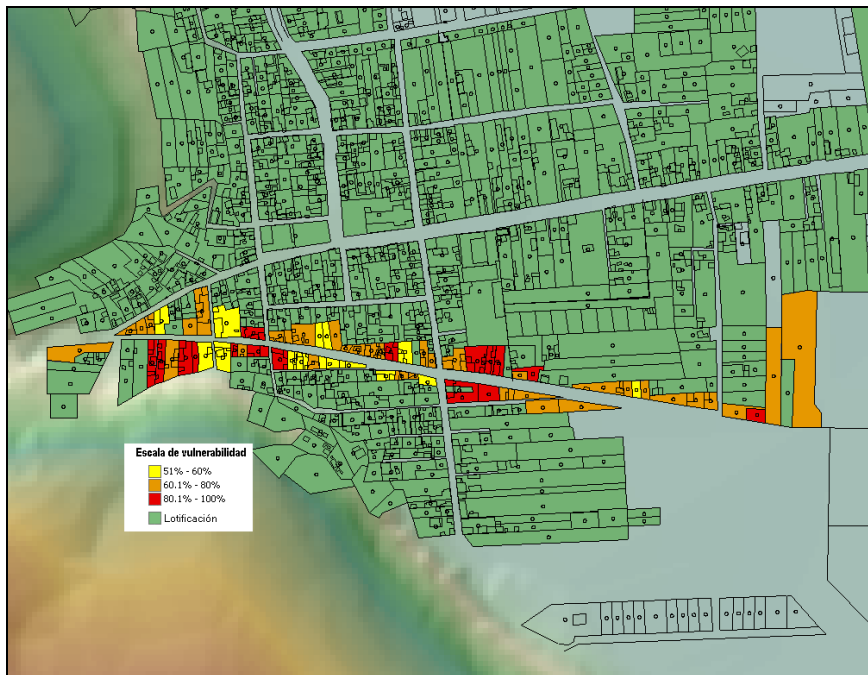 Escala de vulnerabilidad
51% - 60%
60.1% - 80%
80.1% - 100%
Lotificación